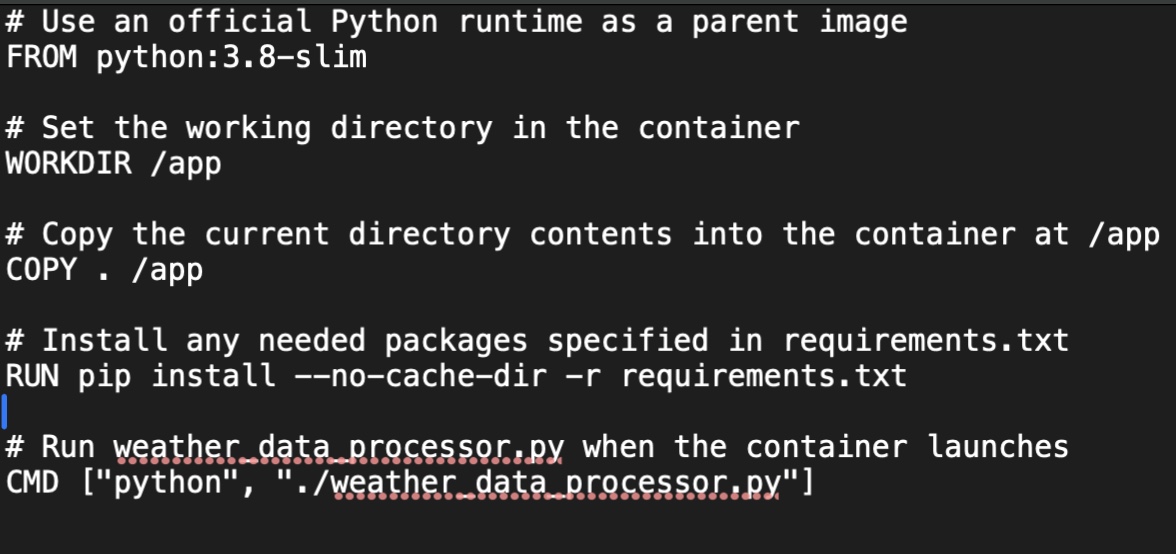 # Use an official Python runtime as a parent image
FROM python:3.8-slim
# Set the working directory in the container
WORKDIR /app
# Copy the current directory contents into the container at /app
COPY . /app
# Install any needed packages specified in requirements.txt
RUN pip install --no-cache-dir -r requirements.txt
# Run weather_data_processor.py when the container launches
CMD ["python", "./weather_data_processor.py"]